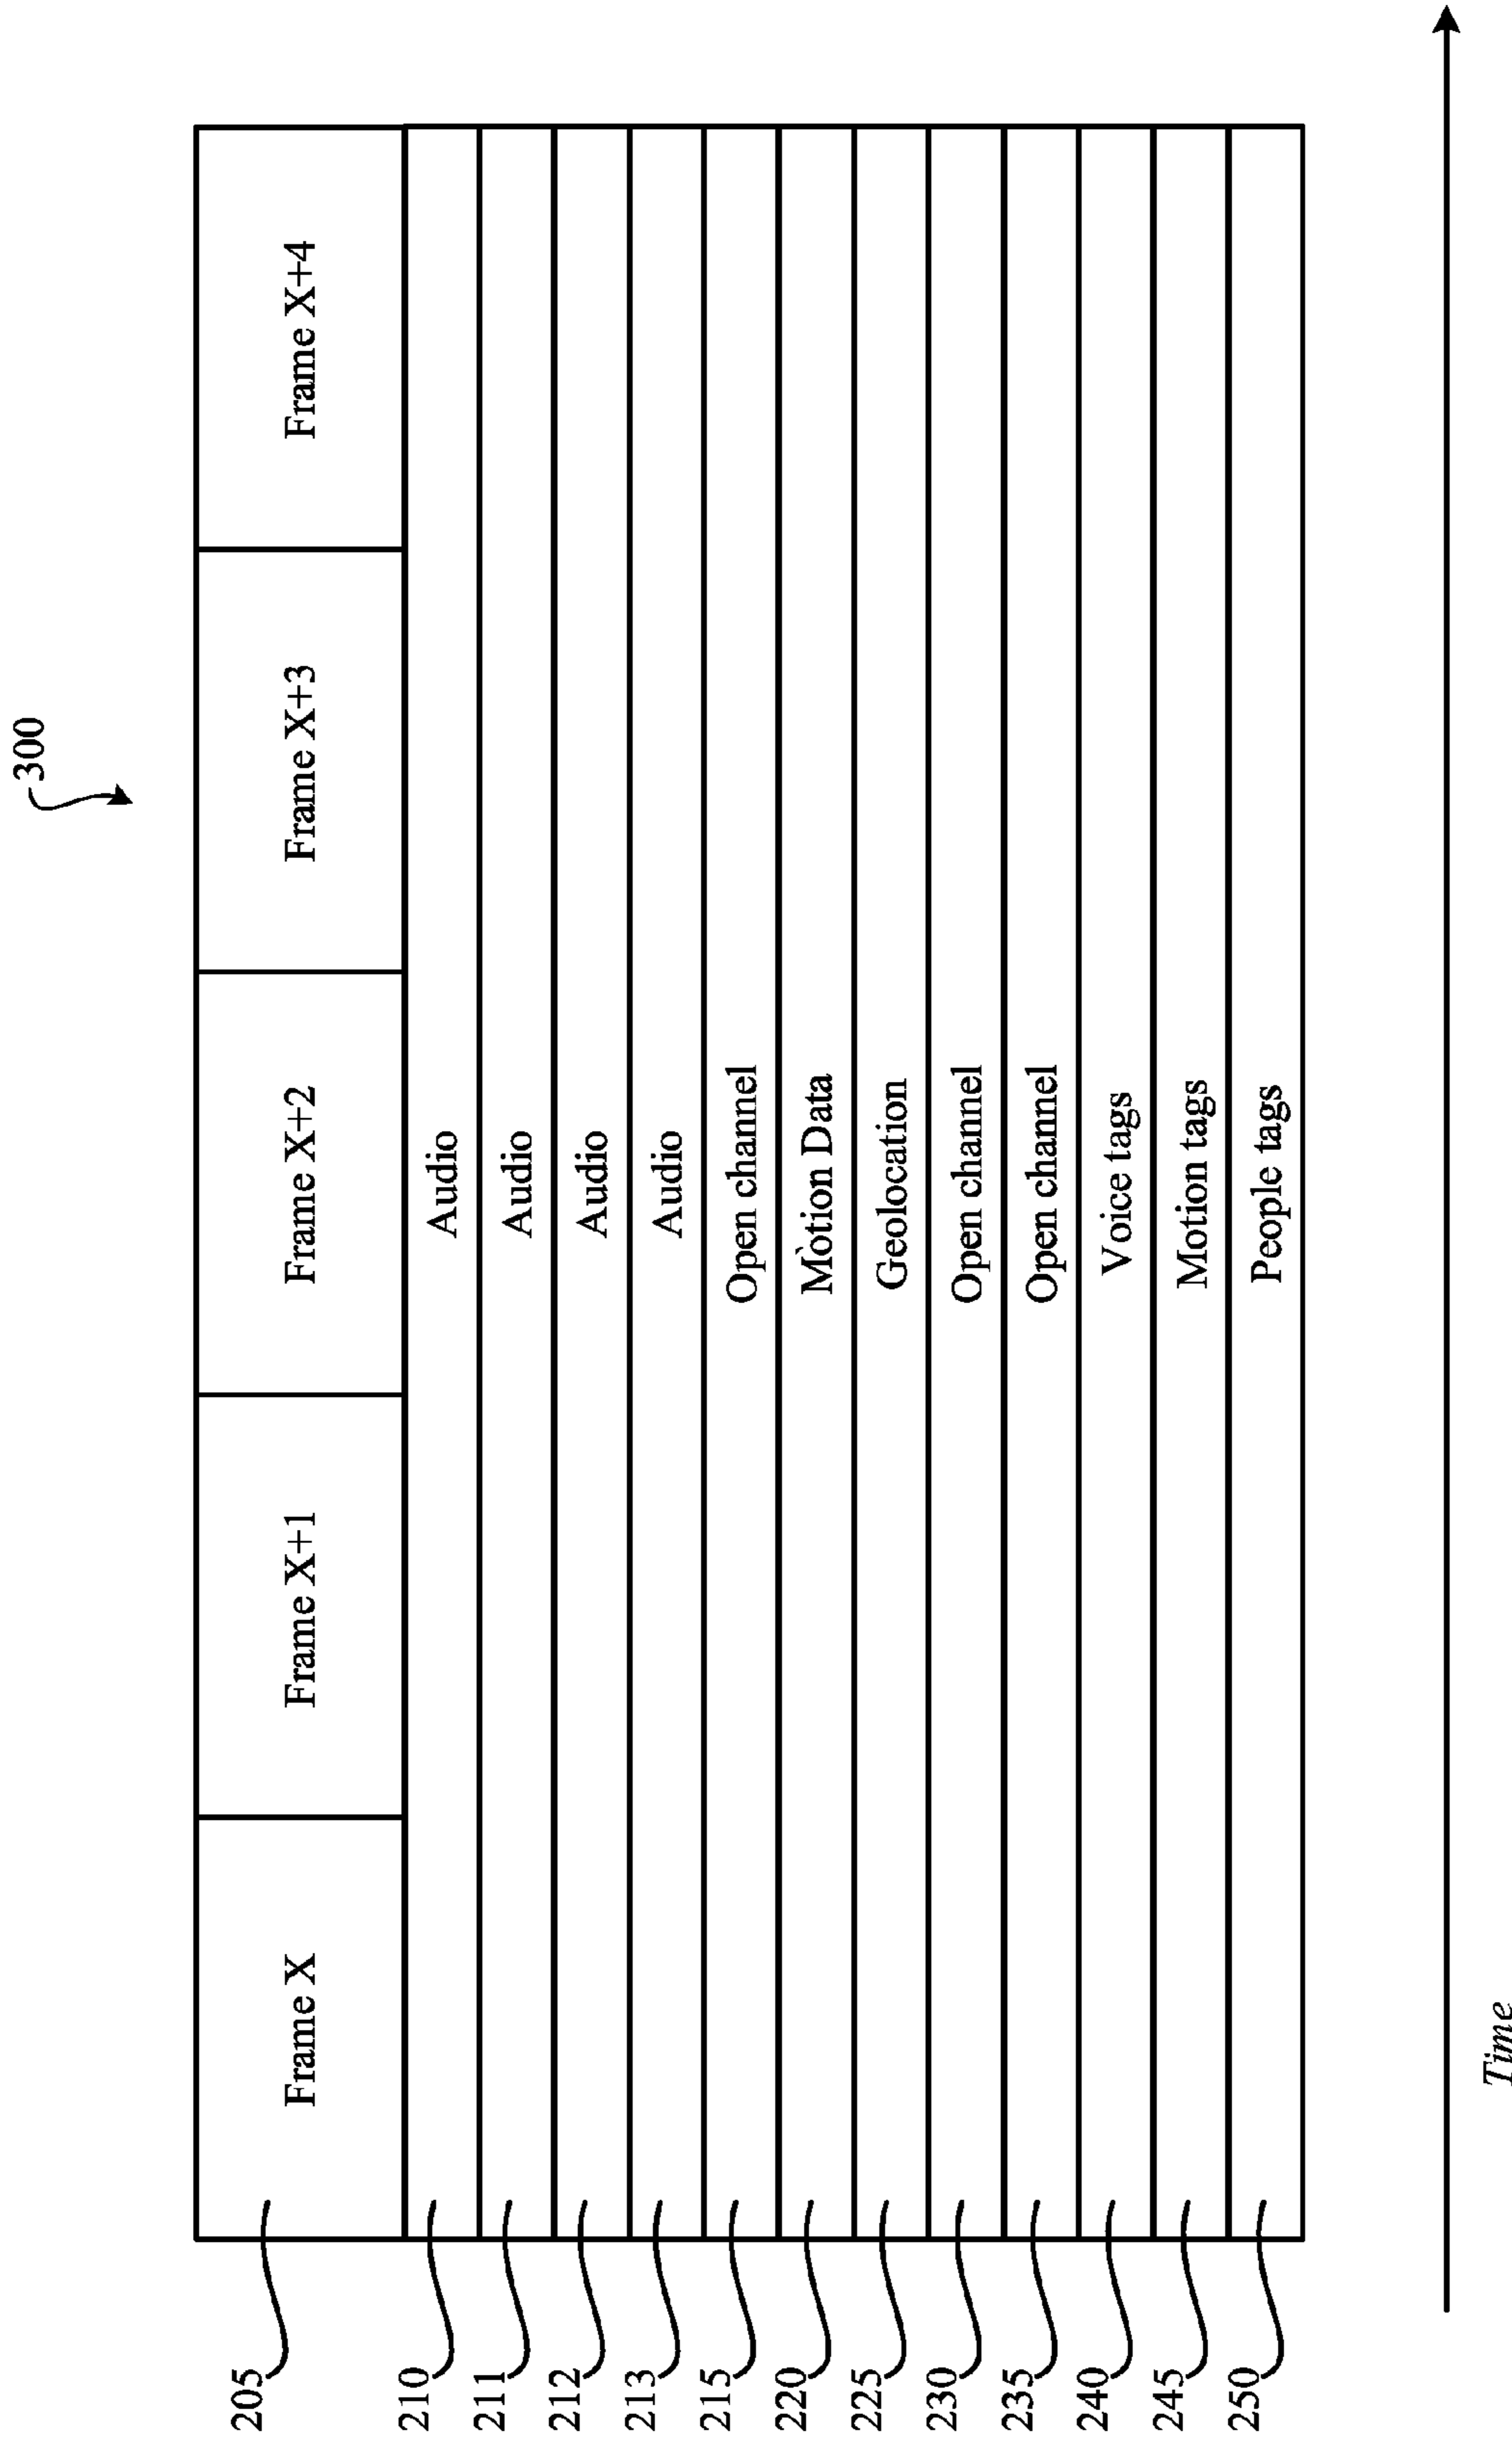 300
205
Frame X
Frame X+1
Frame X+2
Frame X+3
Frame X+4
210
Audio
211
Audio
212
Audio
213
Audio
215
Open channel
220
Motion Data
225
Geolocation
230
Open channel
235
Open channel
240
Voice tags
245
Motion tags
250
People tags
Time